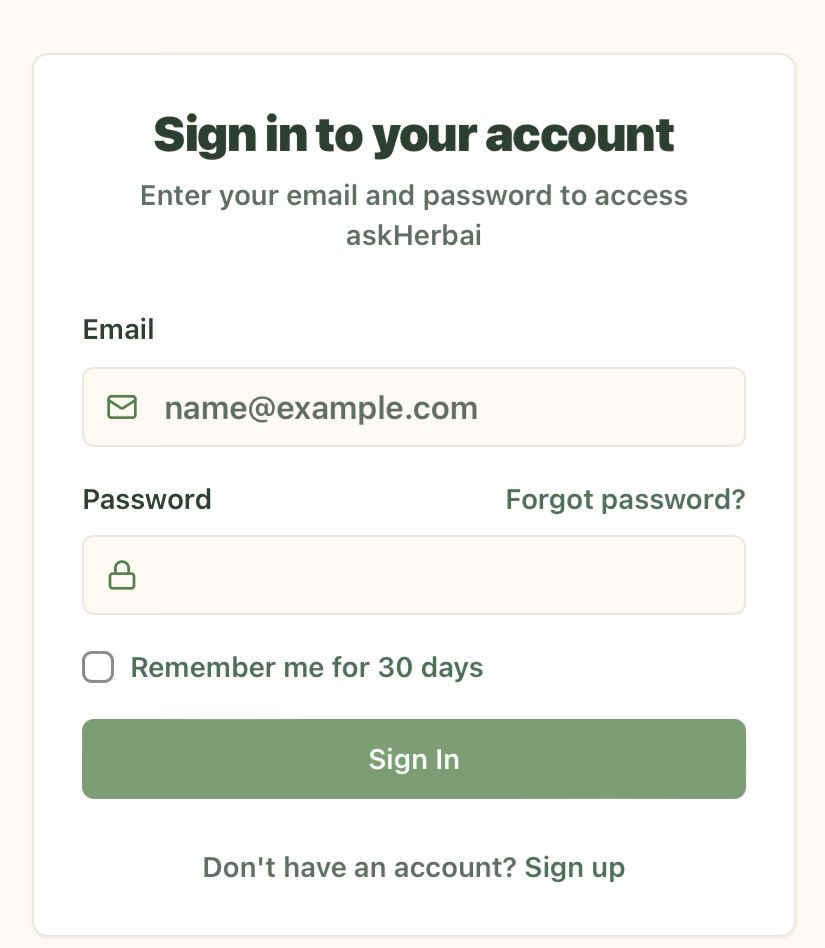 Sign in to your account
Enter your email and password to access
askHerbai
Email
name@example.com
Password Forgot password?
Remember me for 30 days
Sign In
Don't have an account? Sign up